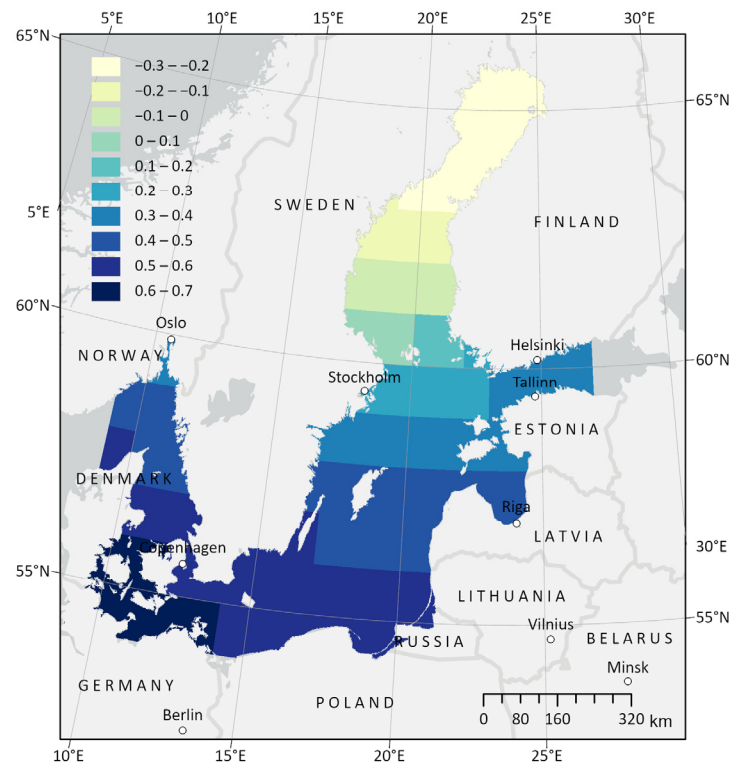 5°E 10°E 15°E 20°E 25°E 30°E
65°N
−0.3 – −0.2
−0.2 – −0.1
−0.1 – 0
0 – 0.1
0.1 – 0.2
0.2 – 0.3
0.3 – 0.4
0.4 – 0.5
0.5 – 0.6
0.6 – 0.7
65°N
SWEDEN
5°E
FINLAND
60°N
Oslo
Helsinki
NORWAY
60°N
Stockholm
Tallinn
ESTONIA
DENMARK
Riga
LATVIA
Copenhagen
30°E
55°N
LITHUANIA
55°N
Vilnius
RUSSIA
BELARUS
Minsk
GERMANY
POLAND
Berlin
0 80 160 320 km
10°E 15°E 20°E 25°E